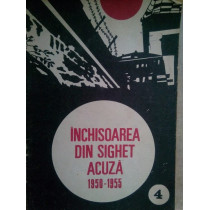 ÎNCHISOAREA
DIN SIGHET
ACUZĂ
1950-1955
4